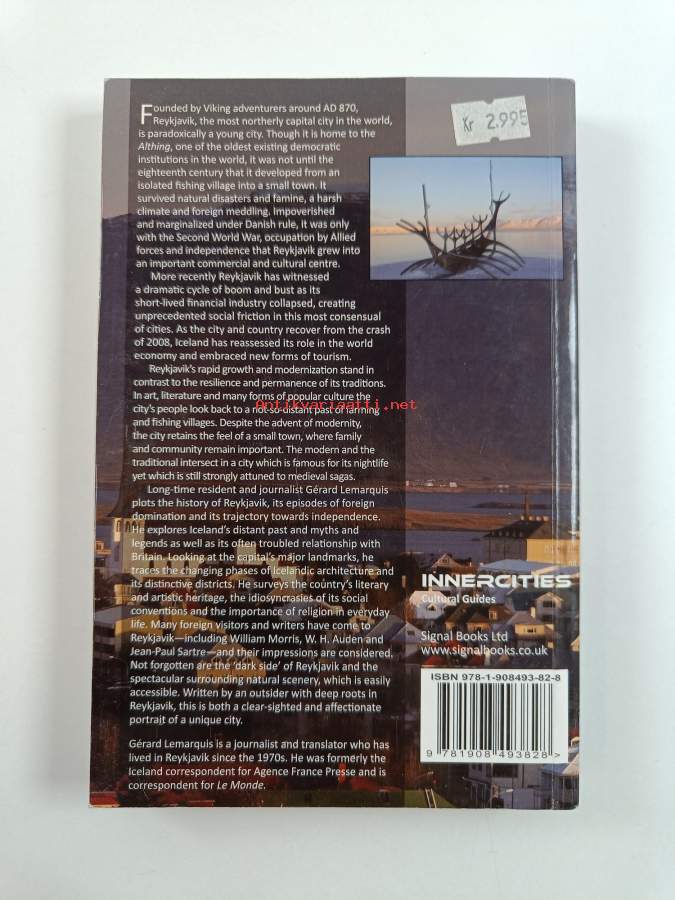 Founded by Viking adventurers around AD 870,
Reykjavik, the most northerly capital city in the world,
is paradoxically a young city. Though it is home to the
Althing, one of the oldest existing democratic
institutions in the world, it was not until the
eighteenth century that it developed from an
isolated fishing village into a small town. It
survived natural disasters and famine, a harsh
climate and foreign meddling. Impoverished
and marginalized under Danish rule, it was only
with the Second World War, occupation by Allied
forces and independence that Reykjavik grew into
an important commercial and cultural centre.
More recently Reykjavik has witnessed
a dramatic cycle of boom and bust as its
short-lived financial industry collapsed, creating
unprecedented social friction in this most consensual
of cities. As the city and country recover from the crash
of 2008, Iceland has reassessed its role in the world
economy and embraced new forms of tourism.
Reykjavik's rapid growth and modernization stand in
contrast to the resilience and permanence of its traditions.
In art, literature and many forms of popular culture the
city's people look back to a not-so-distant past of farming
and fishing villages. Despite the advent of modernity,
the city retains the feel of a small town, where family
and community remain important. The modern and the
traditional intersect in a city which is famous for its nightlife
yet which is still strongly attuned to medieval sagas.
Long-time resident and journalist Gérard Lemarquis
plots the history of Reykjavik, its episodes of foreign
domination and its trajectory towards independence.
He explores Iceland's distant past and myths and
legends as well as its often troubled relationship with
Britain. Looking at the capital's major landmarks, he
traces the changing phases of Icelandic architecture and
its distinctive districts. He surveys the country's literary
and artistic heritage, the idiosyncrasies of its social
conventions and the importance of religion in everyday
life. Many foreign visitors and writers have come to
Reykjavik—including William Morris, W. H. Auden and
Jean-Paul Sartre—and their impressions are considered.
Not forgotten are the 'dark side' of Reykjavik and the
spectacular surrounding natural scenery, which is easily
accessible. Written by an outsider with deep roots in
Reykjavik, this is both a clear-sighted and affectionate
portrait of a unique city.
Gérard Lemarquis is a journalist and translator who has
lived in Reykjavik since the 1970s. He was formerly the
Iceland correspondent for Agence France Presse and is
correspondent for Le Monde.
Kr 2.995
Antikvariaatti.net
INNERCITIES
Cultural Guides
Signal Books Ltd
www.signalbooks.co.uk
ISBN 978-1-908493-82-8
9 781908 493828 >